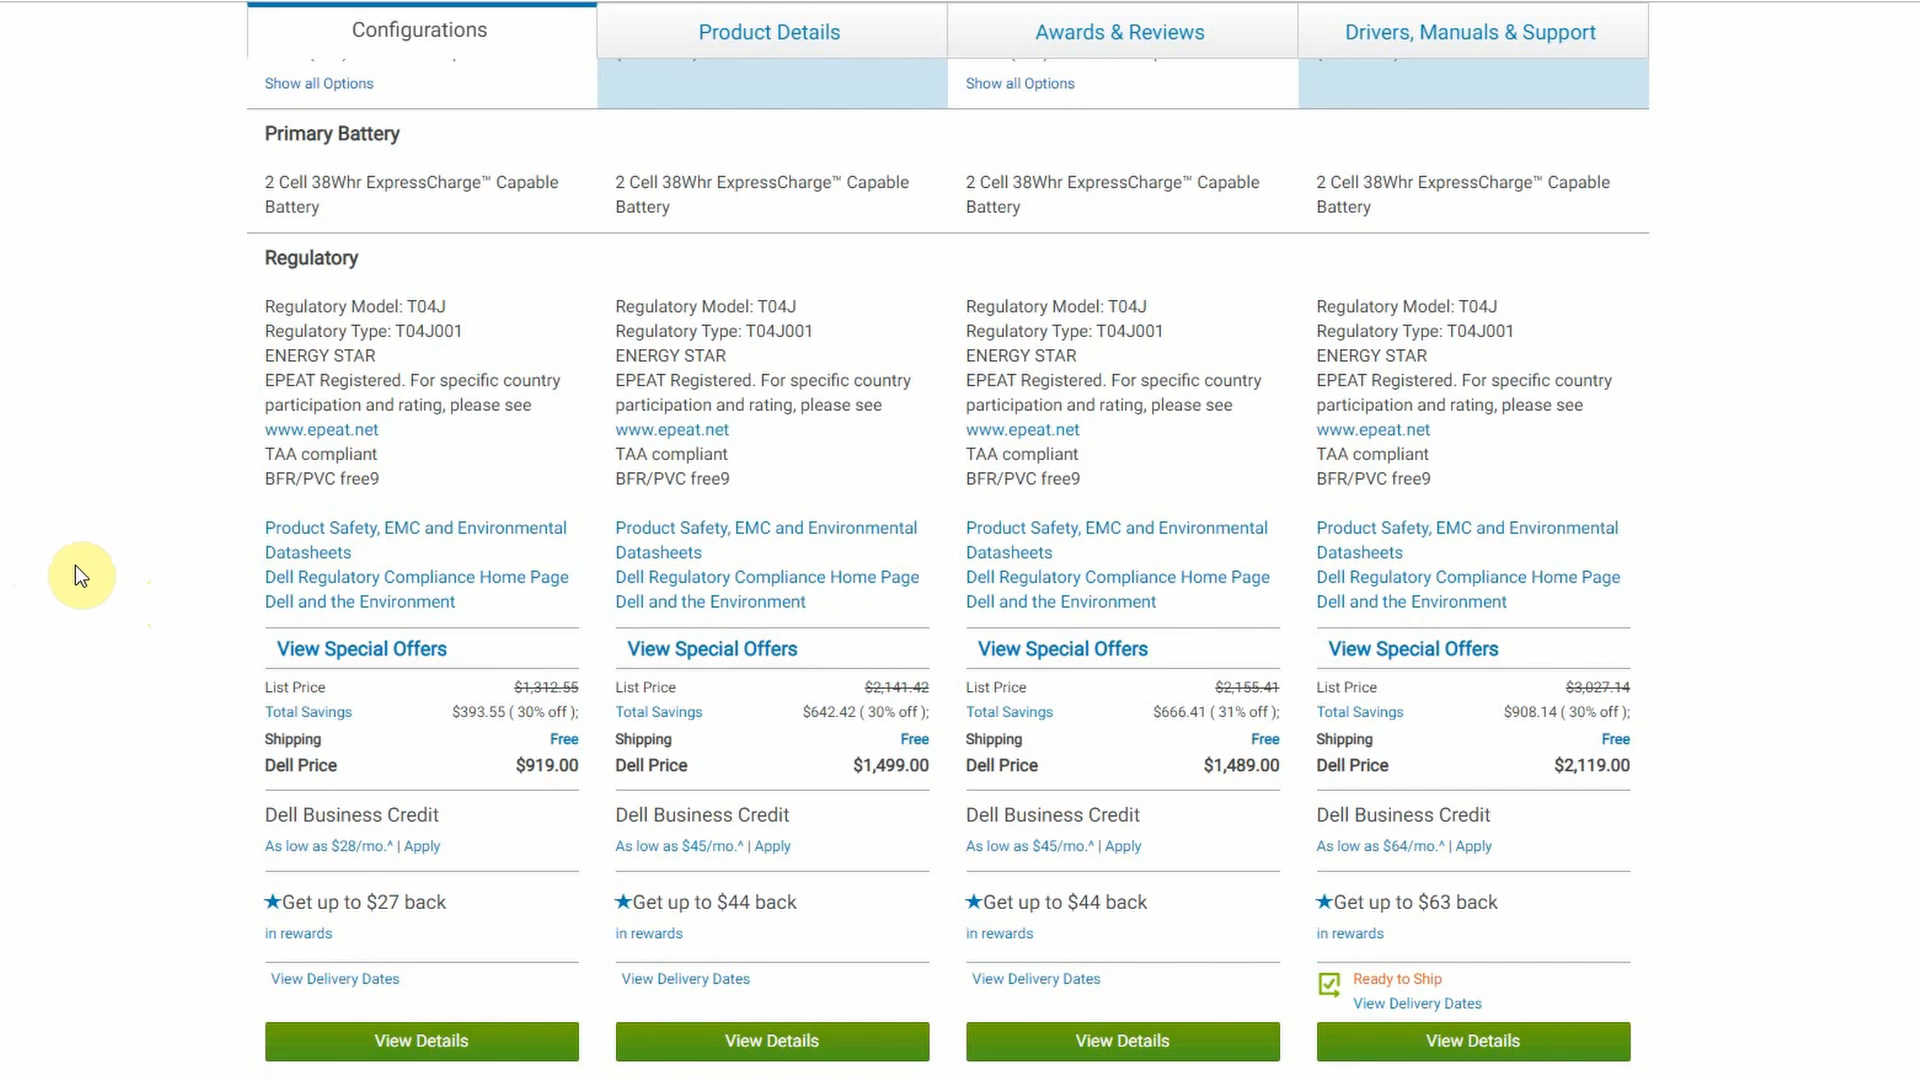 Configurations
Product Details
Awards & Reviews
Drivers, Manuals & Support
Show all Options
Show all Options
Primary Battery
2 Cell 38Whr ExpressCharge™ Capable
Battery
2 Cell 38Whr ExpressCharge™ Capable
Battery
2 Cell 38Whr ExpressCharge™ Capable
Battery
2 Cell 38Whr ExpressCharge™ Capable
Battery
Regulatory
Regulatory Model: T04J
Regulatory Type: T04J001
ENERGY STAR
EPEAT Registered. For specific country
participation and rating, please see
www.epeat.net
TAA compliant
BFR/PVC free9
Product Safety, EMC and Environmental
Datasheets
Dell Regulatory Compliance Home Page
Dell and the Environment
Regulatory Model: T04J
Regulatory Type: T04J001
ENERGY STAR
EPEAT Registered. For specific country
participation and rating, please see
www.epeat.net
TAA compliant
BFR/PVC free9
Product Safety, EMC and Environmental
Datasheets
Dell Regulatory Compliance Home Page
Dell and the Environment
Regulatory Model: T04J
Regulatory Type: T04J001
ENERGY STAR
EPEAT Registered. For specific country
participation and rating, please see
www.epeat.net
TAA compliant
BFR/PVC free9
Product Safety, EMC and Environmental
Datasheets
Dell Regulatory Compliance Home Page
Dell and the Environment
Regulatory Model: T04J
Regulatory Type: T04J001
ENERGY STAR
EPEAT Registered. For specific country
participation and rating, please see
www.epeat.net
TAA compliant
BFR/PVC free9
Product Safety, EMC and Environmental
Datasheets
Dell Regulatory Compliance Home Page
Dell and the Environment
View Special Offers
List Price $1,312.55
Total Savings $393.55 ( 30% off );
Shipping Free
Dell Price $919.00
Dell Business Credit
As low as $28/mo.^ | Apply
★Get up to $27 back
in rewards
View Delivery Dates
View Details
View Special Offers
List Price $2,141.42
Total Savings $642.42 ( 30% off );
Shipping Free
Dell Price $1,499.00
Dell Business Credit
As low as $45/mo.^ | Apply
★Get up to $44 back
in rewards
View Delivery Dates
View Details
View Special Offers
List Price $2,155.41
Total Savings $666.41 ( 31% off );
Shipping Free
Dell Price $1,489.00
Dell Business Credit
As low as $45/mo.^ | Apply
★Get up to $44 back
in rewards
View Delivery Dates
View Details
View Special Offers
List Price $3,027.14
Total Savings $908.14 ( 30% off );
Shipping Free
Dell Price $2,119.00
Dell Business Credit
As low as $64/mo.^ | Apply
★Get up to $63 back
in rewards
Ready to Ship
View Delivery Dates
View Details